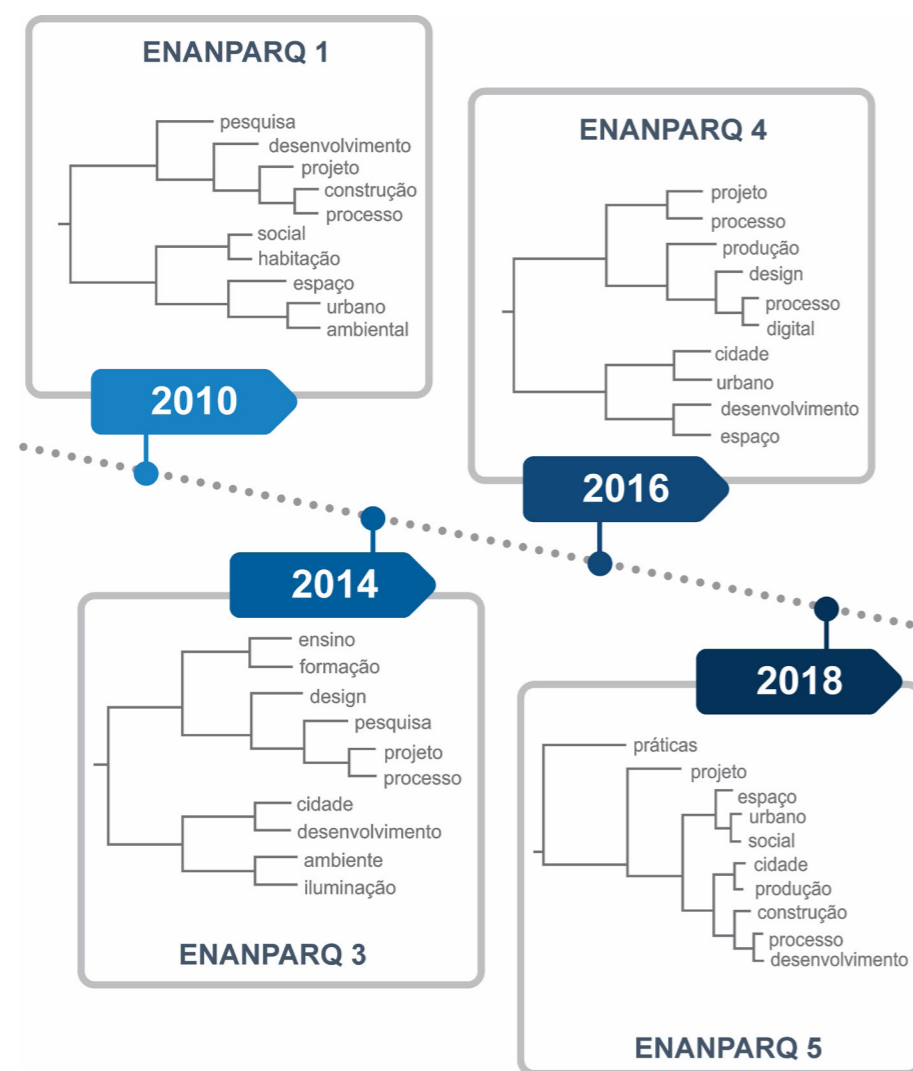 ENANPARQ 1
pesquisa
desenvolvimento
projeto
construção
processo
social
habitação
espaço
urbano
ambiental
2010
ENANPARQ 4
projeto
processo
produção
design
processo
digital
cidade
urbano
desenvolvimento
espaço
2016
2014
ensino
formação
design
pesquisa
projeto
processo
cidade
desenvolvimento
ambiente
iluminação
ENANPARQ 3
2018
práticas
projeto
espaço
urbano
social
cidade
produção
construção
processo
desenvolvimento
ENANPARQ 5